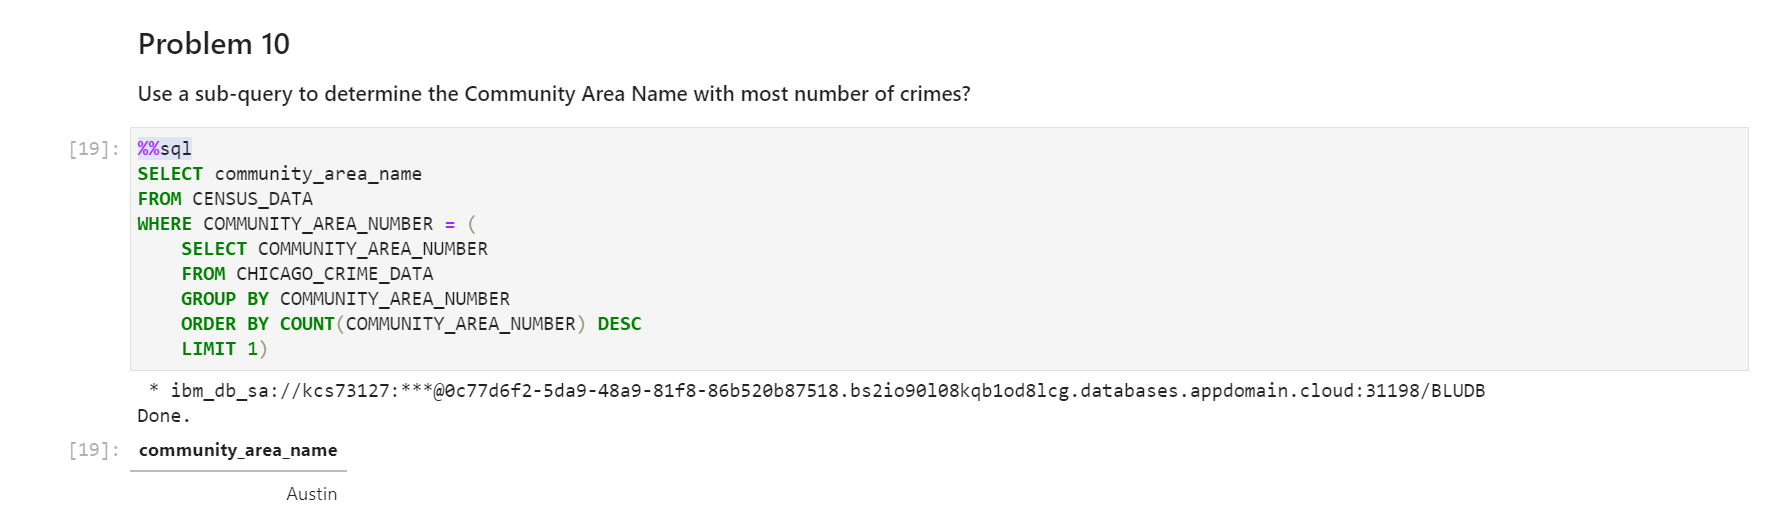 Problem 10
Use a sub-query to determine the Community Area Name with most number of crimes?
[19]: %%sql
SELECT community_area_name
FROM CENSUS_DATA
WHERE COMMUNITY_AREA_NUMBER = (
    SELECT COMMUNITY_AREA_NUMBER
    FROM CHICAGO_CRIME_DATA
    GROUP BY COMMUNITY_AREA_NUMBER
    ORDER BY COUNT(COMMUNITY_AREA_NUMBER) DESC
    LIMIT 1)
* ibm_db_sa://kcs73127:***@0c77d6f2-5da9-48a9-81f8-86b520b87518.bs2io90l08kqb1od8lcg.databases.appdomain.cloud:31198/BLUDB
Done.
[19]: community_area_name
Austin